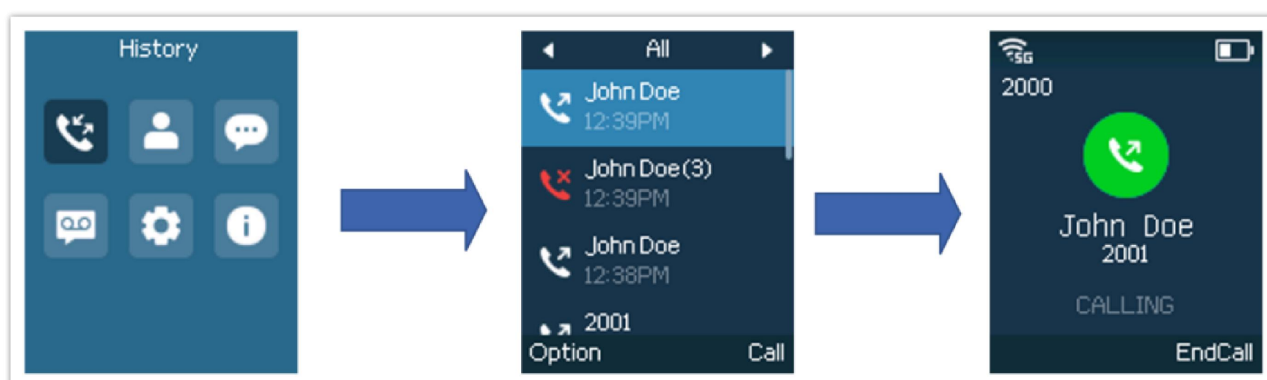 History
All
John Doe
12:39PM
John Doe(3)
12:39PM
John Doe
12:38PM
2001
Option Call
5G
2000
John Doe
2001
CALLING
EndCall